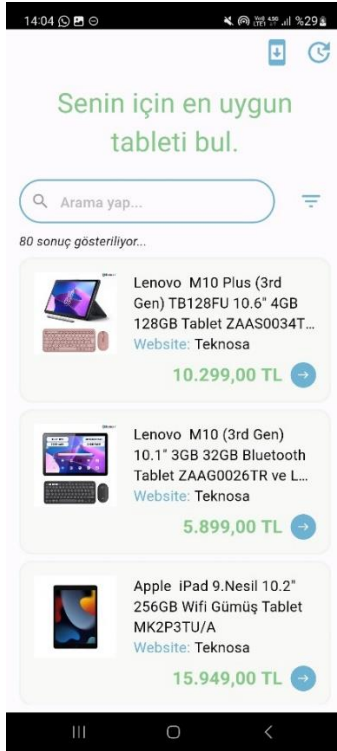 14:04 %29
Senin için en uygun
tableti bul.
Arama yap...
80 sonuç gösteriliyor...
Lenovo M10 Plus (3rd
Gen) TB128FU 10.6" 4GB
128GB Tablet ZAAS0034T...
Website: Teknosa
10.299,00 TL
Lenovo M10 (3rd Gen)
10.1" 3GB 32GB Bluetooth
Tablet ZAAG0026TR ve L...
Website: Teknosa
5.899,00 TL
Apple iPad 9.Nesil 10.2"
256GB Wifi Gümüş Tablet
MK2P3TU/A
Website: Teknosa
15.949,00 TL